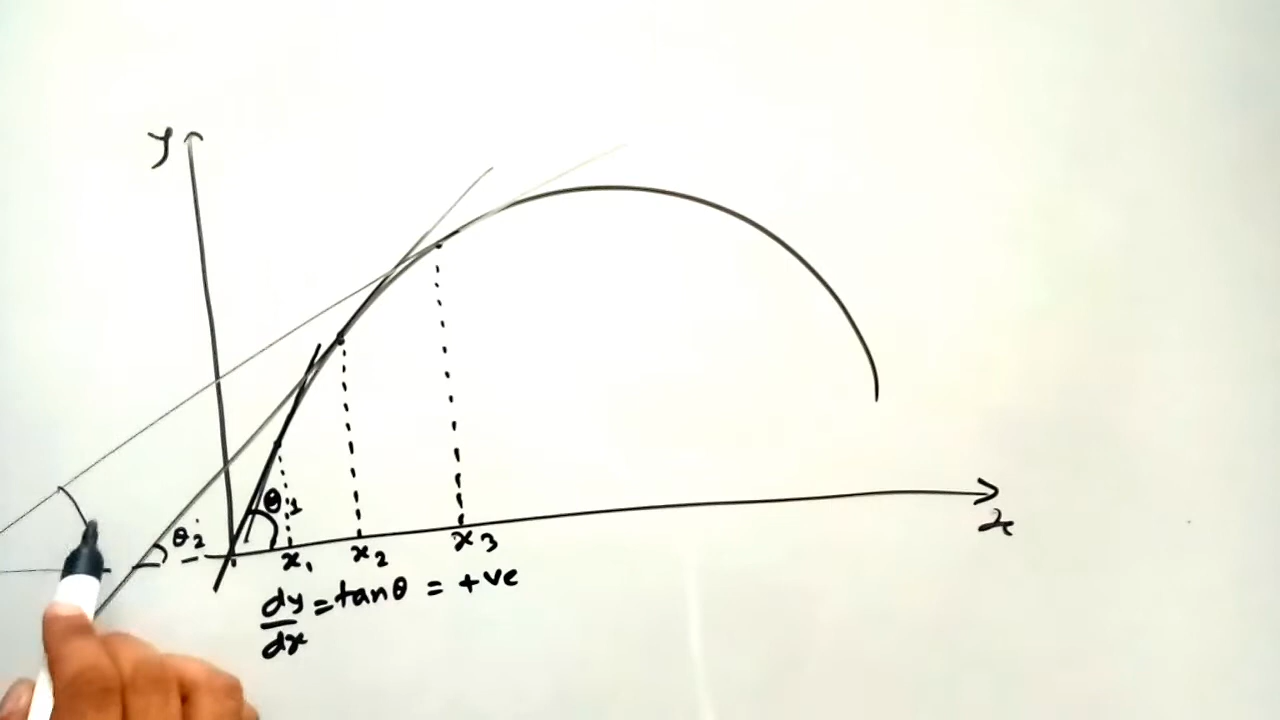 y
θ1
θ2
x1 x2 x3
x
dy/dx = tanθ = +ve